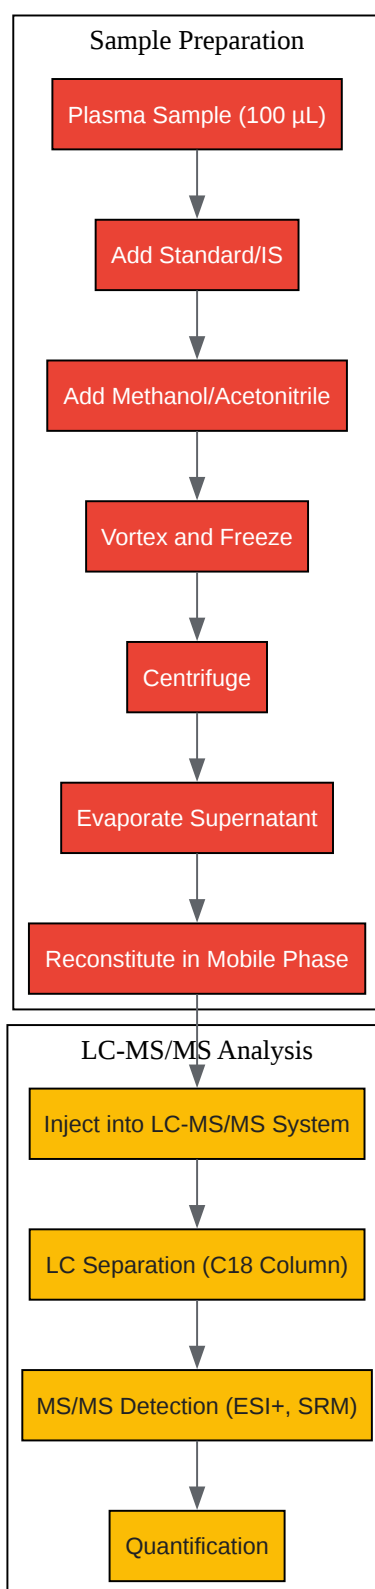 Sample Preparation
Plasma Sample (100 µL)
Add Standard/IS
Add Methanol/Acetonitrile
Vortex and Freeze
Centrifuge
Evaporate Supernatant
Reconstitute in Mobile Phase
LC-MS/MS Analysis
Inject into LC-MS/MS System
LC Separation (C18 Column)
MS/MS Detection (ESI+, SRM)
Quantification